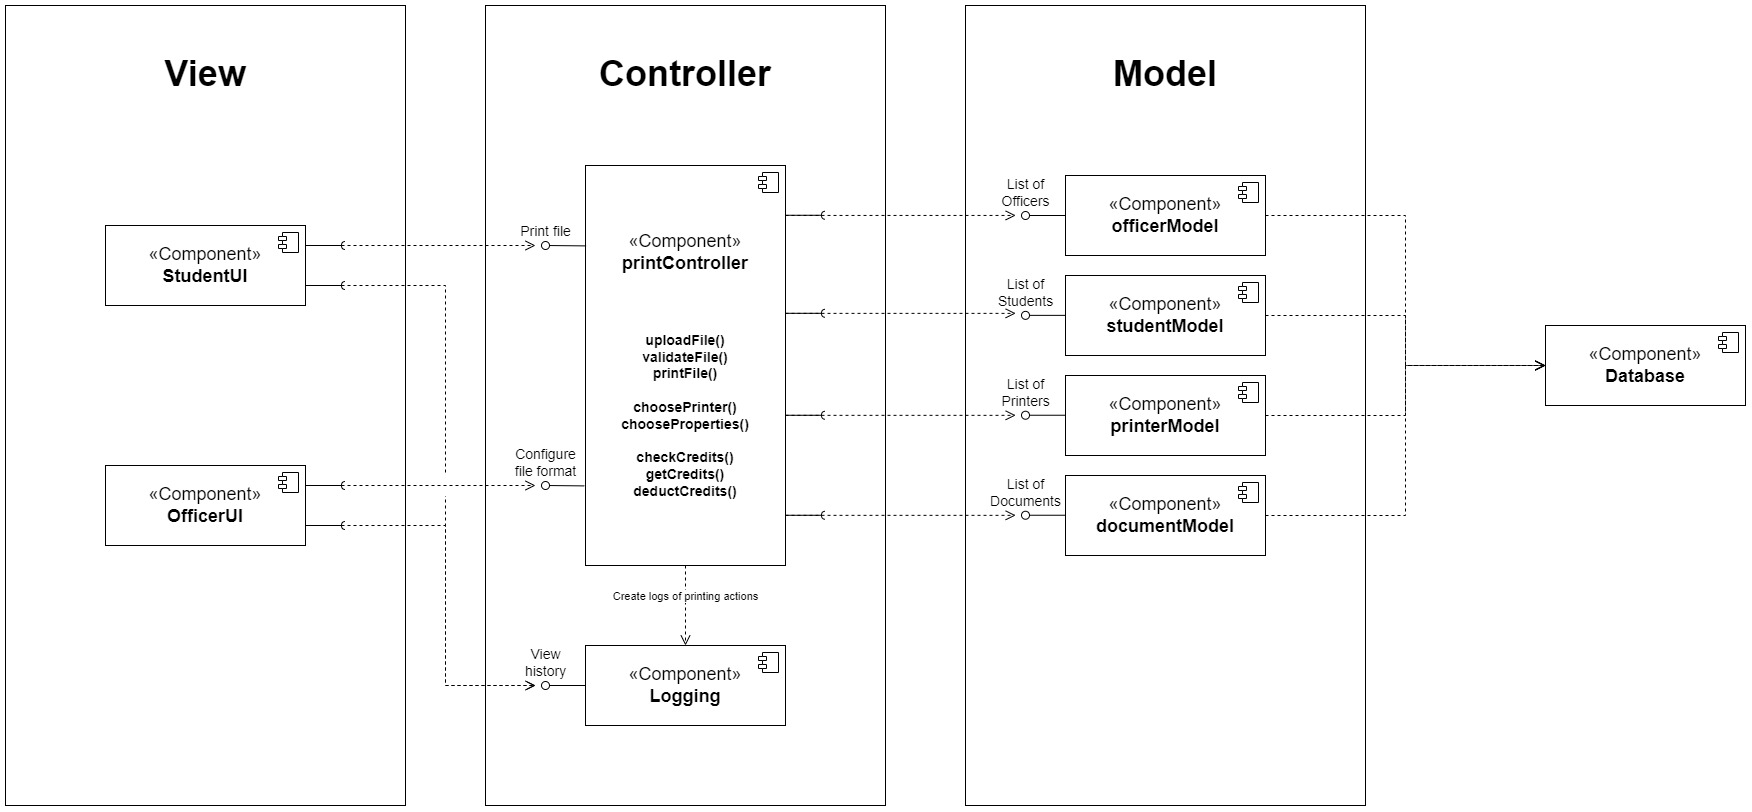 View
«Component»
StudentUI
«Component»
OfficerUI
Controller
Print file
«Component»
printController
uploadFile()
validateFile()
printFile()
choosePrinter()
chooseProperties()
checkCredits()
getCredits()
deductCredits()
Configure
file format
Create logs of printing actions
View
history
«Component»
Logging
Model
List of
Officers
«Component»
officerModel
List of
Students
«Component»
studentModel
List of
Printers
«Component»
printerModel
List of
Documents
«Component»
documentModel
«Component»
Database